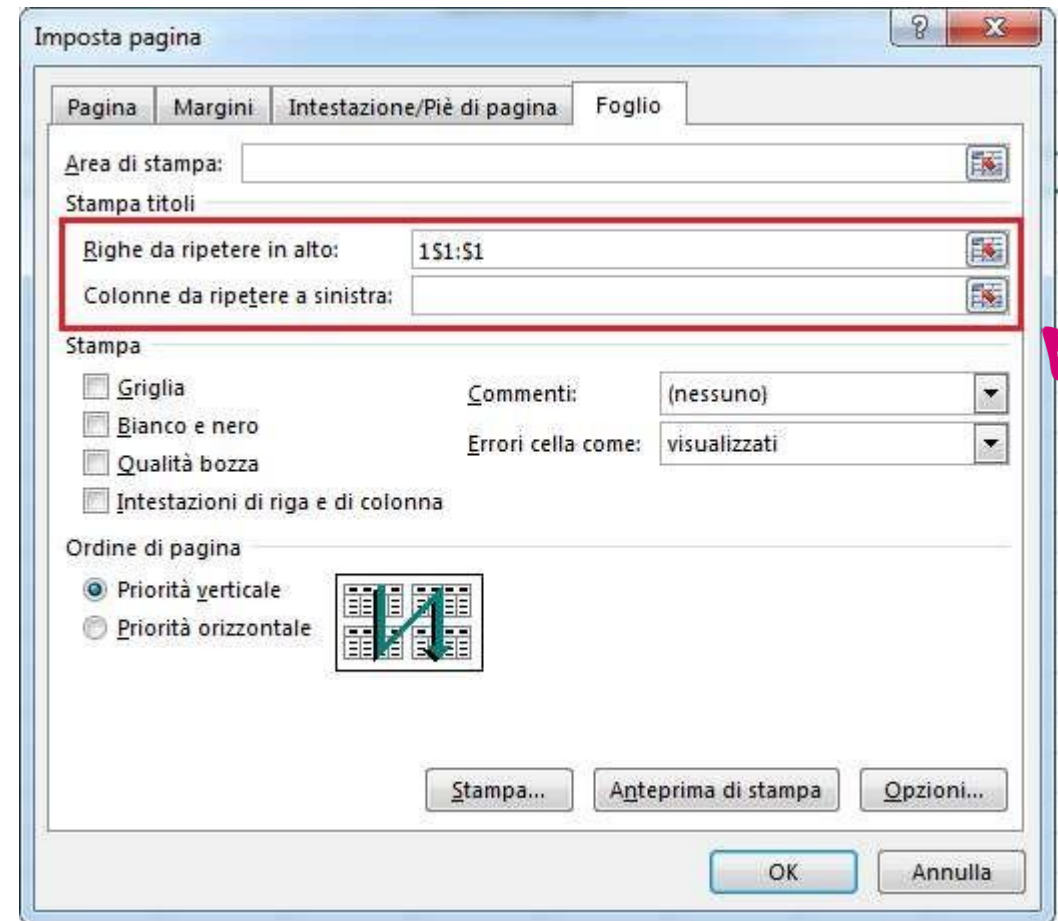 Imposta pagina
Pagina Margini Intestazione/Piè di pagina Foglio
Area di stampa:
Stampa titoli
Righe da ripetere in alto: 1$1:$1
Colonne da ripetere a sinistra:
Stampa
Griglia
Commenti: (nessuno)
Bianco e nero
Errori cella come: visualizzati
Qualità bozza
Intestazioni di riga e di colonna
Ordine di pagina
Priorità verticale
Priorità orizzontale
Stampa... Anteprima di stampa Opzioni...
OK Annulla